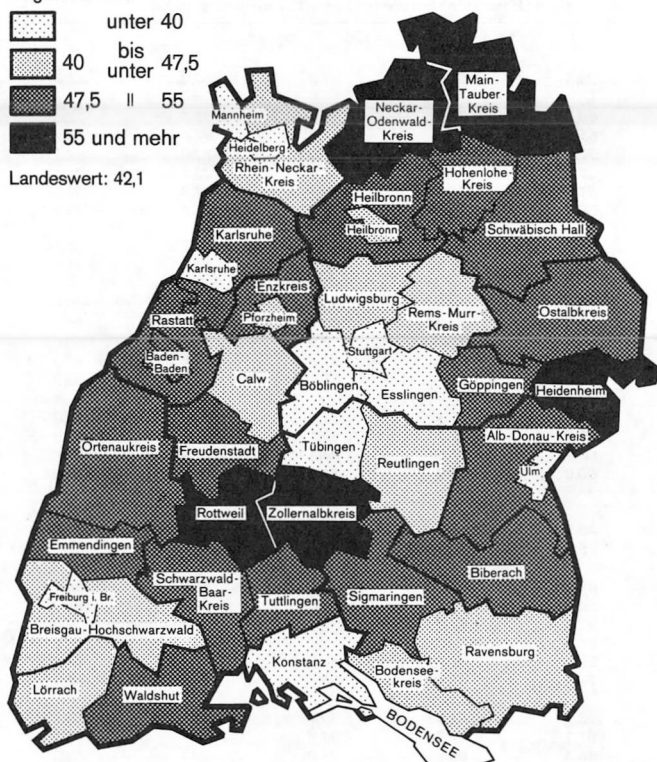 unter 40
40 bis unter 47,5
47,5 II 55
55 und mehr
Landeswert: 42,1
Main-
Tauber-
Kreis
Neckar-
Odenwald-
Kreis
Mannheim
Heidelberg
Rhein-Neckar-
Kreis
Hohenlohe-
Kreis
Heilbronn
Heilbronn
Schwäbisch Hall
Karlsruhe
Karlsruhe
Enzkreis
Pforzheim
Ludwigsburg
Rems-Murr-
Kreis
Ostalbkreis
Rastatt
Baden-
Baden
Calw
Stuttgart
Böblingen
Esslingen
Göppingen
Heidenheim
Ortenaukreis
Freudenstadt
Tübingen
Reutlingen
Alb-Donau-Kreis
Ulm
Rottweil
Zollernalbkreis
Emmendingen
Schwarzwald-
Baar-
Kreis
Tuttlingen
Sigmaringen
Biberach
Freiburg i. Br.
Breisgau-Hochschwarzwald
Konstanz
Bodensee-
kreis
Ravensburg
Lörrach
Waldshut
BODENSEE